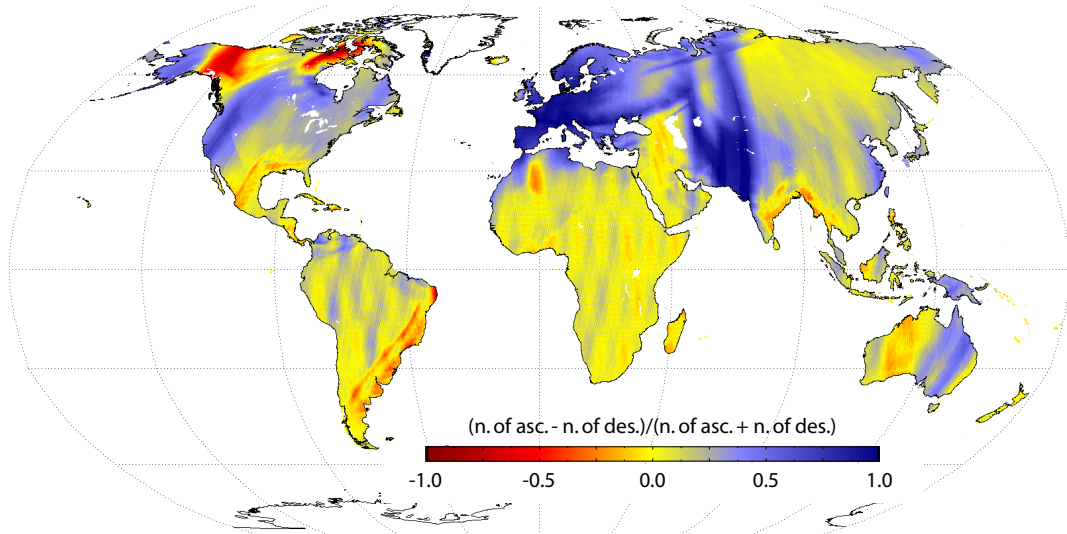 (n. of asc. - n. of des.)/(n. of asc. + n. of des.)
-1.0 -0.5 0.0 0.5 1.0